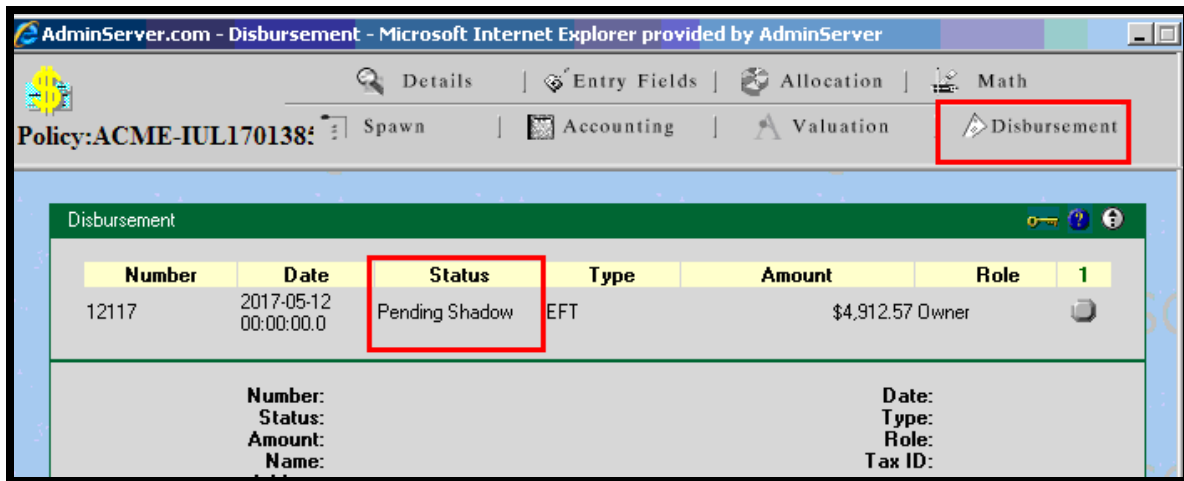 AdminServer.com - Disbursement - Microsoft Internet Explorer provided by AdminServer
Details | Entry Fields | Allocation | Math
Policy:ACME-IUL1701385 Spawn | Accounting | Valuation | Disbursement
Disbursement
Number Date Status Type Amount Role 1
12117 2017-05-12 00:00:00.0 Pending Shadow EFT $4,912.57 Owner
Number: Date:
Status: Type:
Amount: Role:
Name: Tax ID: